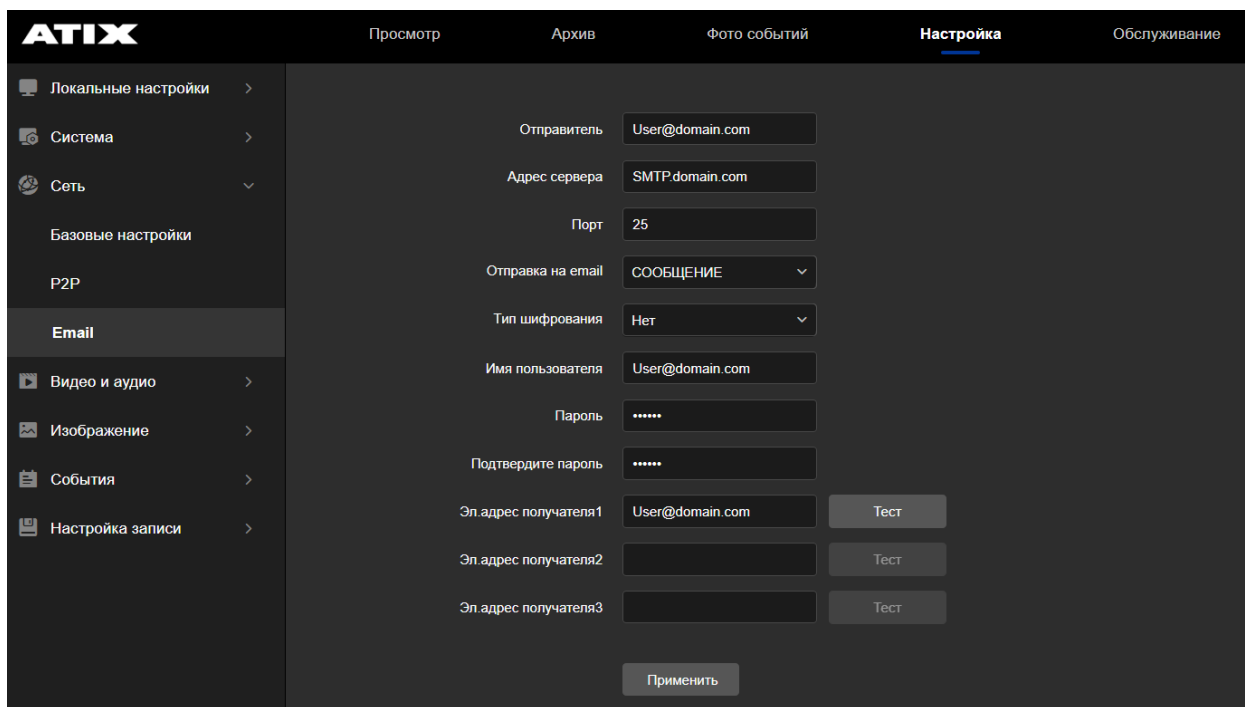 ATIX
Просмотр
Архив
Фото событий
Настройка
Обслуживание
Локальные настройки
Система
Сеть
Базовые настройки
P2P
Email
Видео и аудио
Изображение
События
Настройка записи
Отправитель User@domain.com
Адрес сервера SMTP.domain.com
Порт 25
Отправка на email СООБЩЕНИЕ
Тип шифрования Нет
Имя пользователя User@domain.com
Пароль ••••••
Подтвердите пароль ••••••
Эл.адрес получателя1 User@domain.com Тест
Эл.адрес получателя2 Тест
Эл.адрес получателя3 Тест
Применить